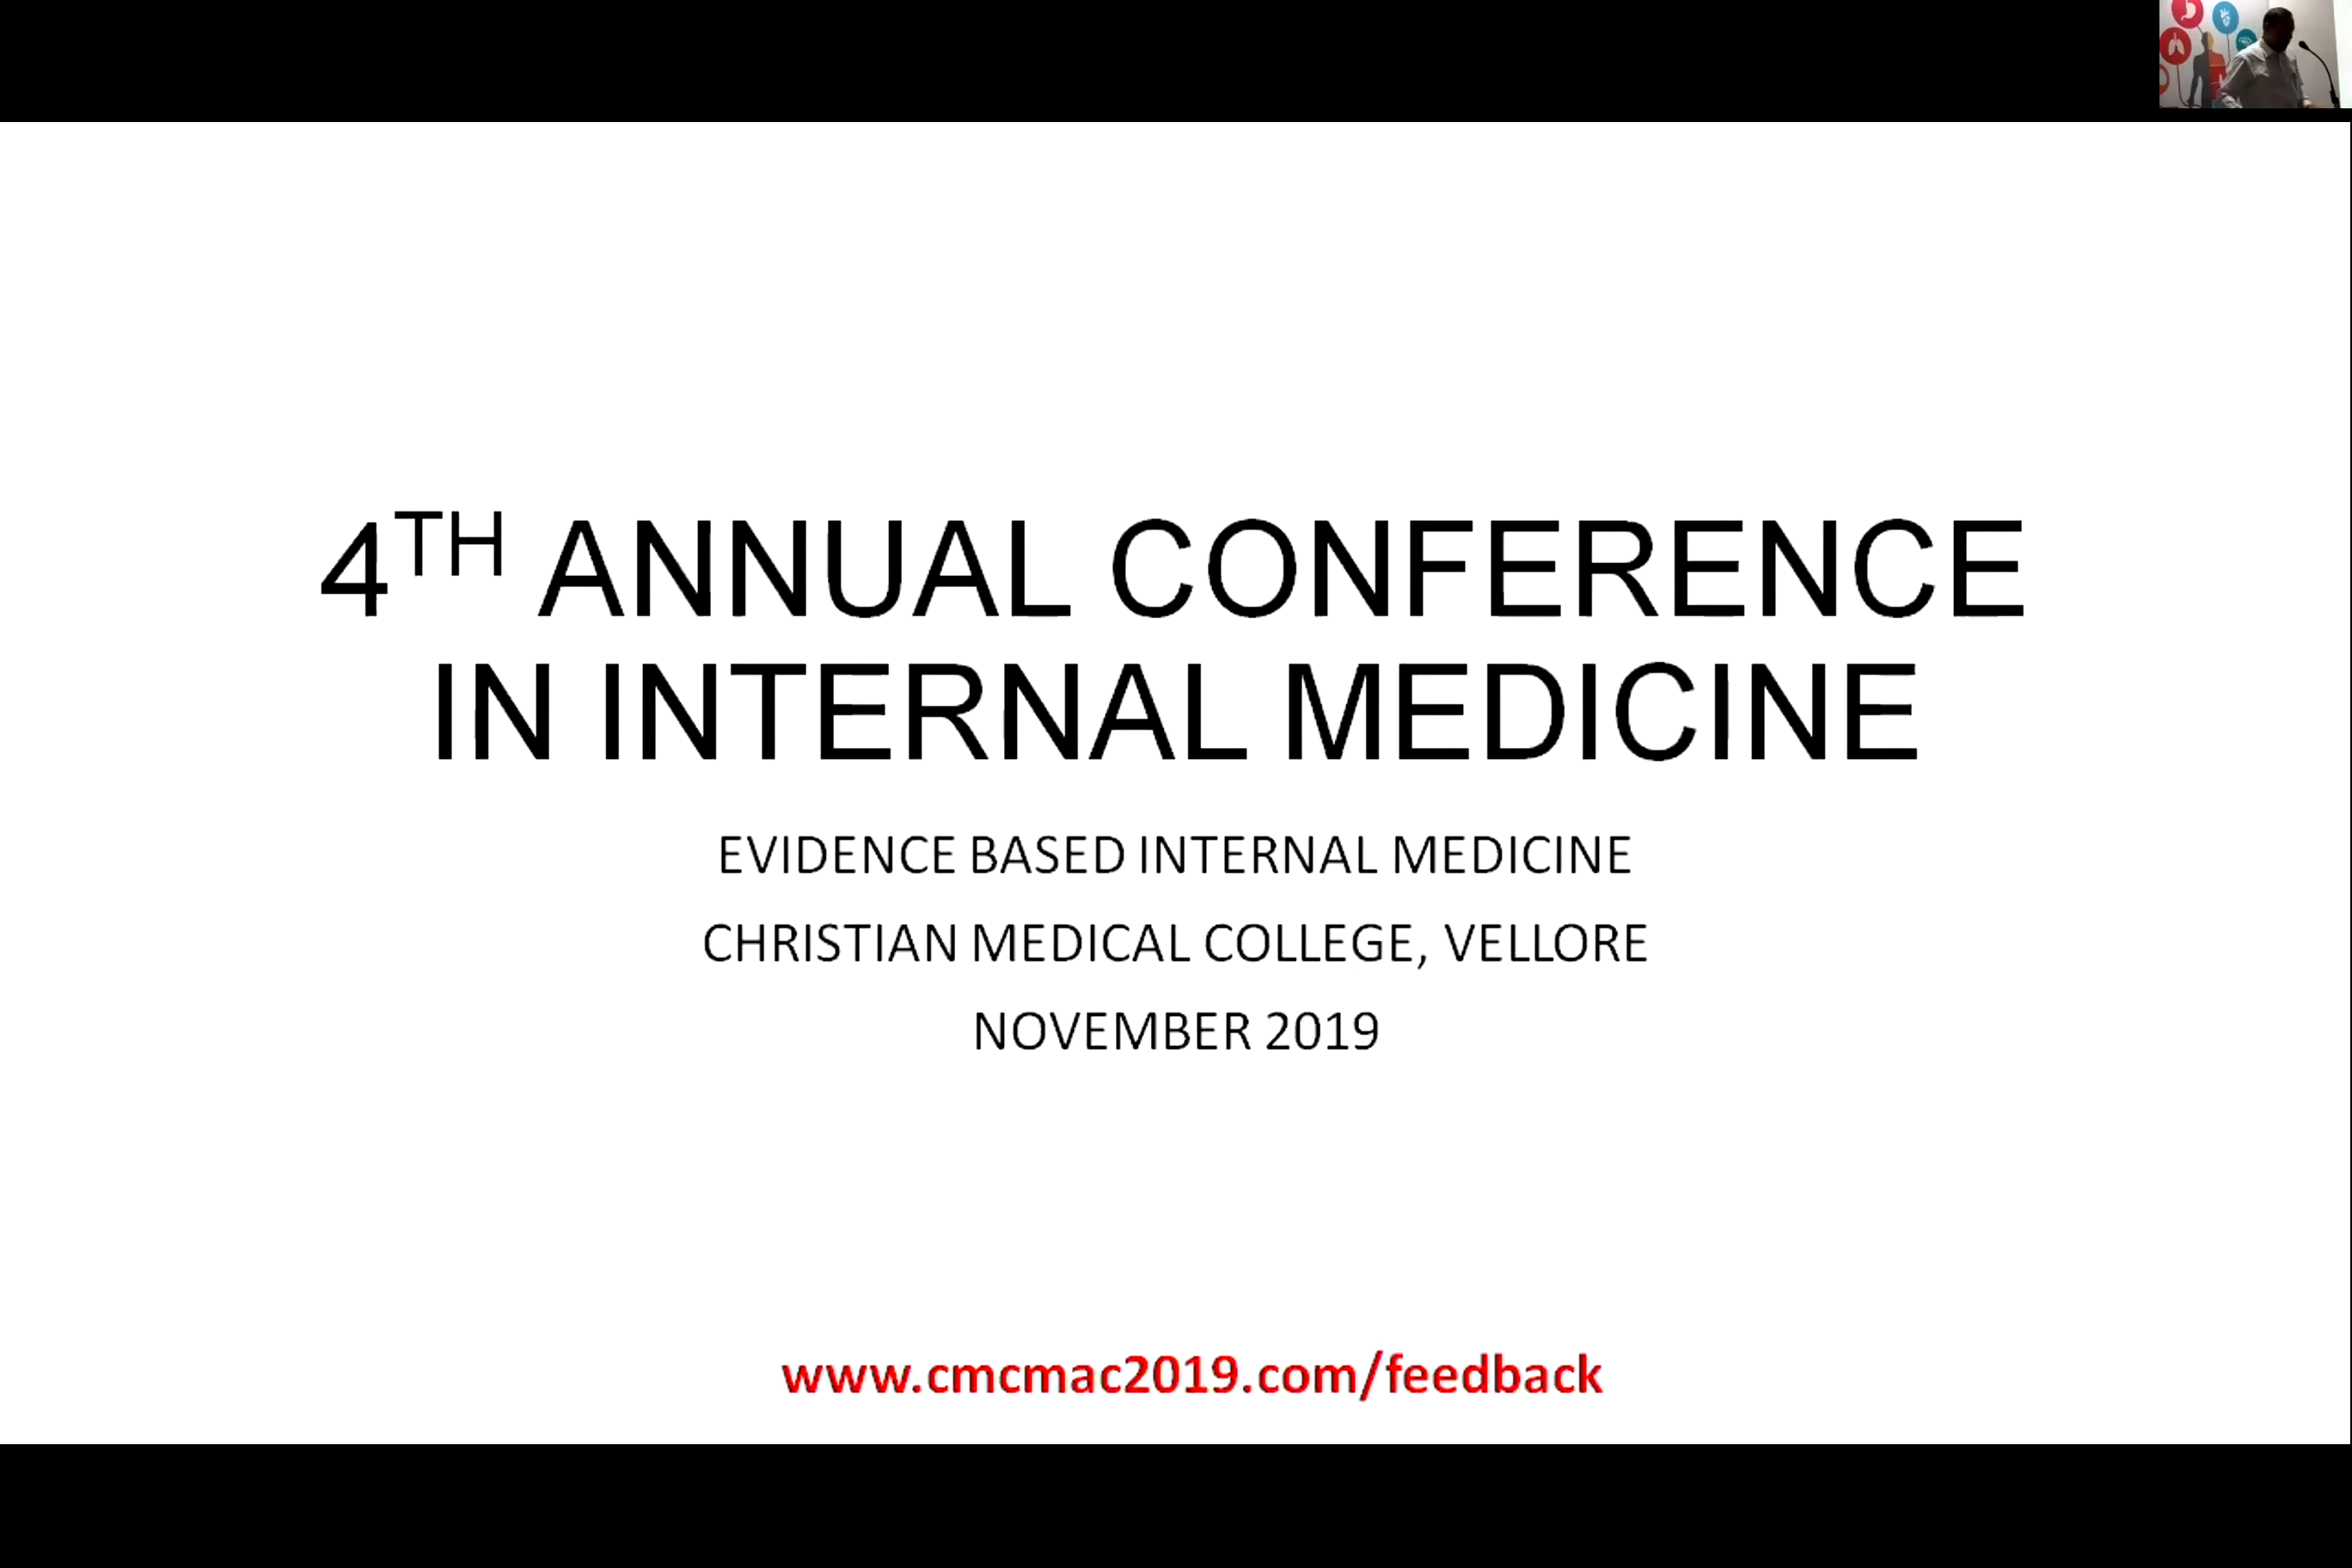 4TH ANNUAL CONFERENCE
IN INTERNAL MEDICINE
EVIDENCE BASED INTERNAL MEDICINE
CHRISTIAN MEDICAL COLLEGE, VELLORE
NOVEMBER 2019
www.cmcmac2019.com/feedback